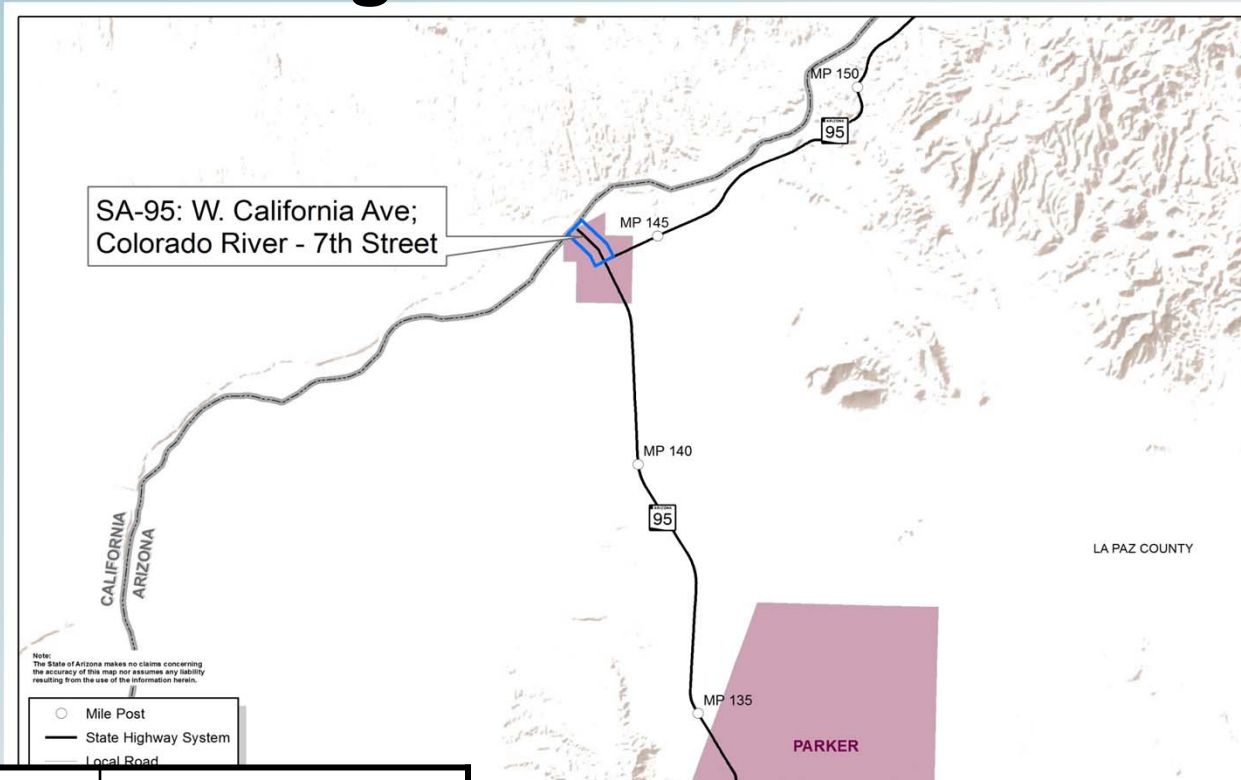 MP 150
ARIZONA
95
SA-95: W. California Ave;
Colorado River - 7th Street
MP 145
MP 140
ARIZONA
95
CALIFORNIA
ARIZONA
LA PAZ COUNTY
Note:
The State of Arizona makes no claims concerning
the accuracy of this map nor assumes any liability
resulting from the use of the information herein.
MP 135
Mile Post
State Highway System
Local Road
PARKER